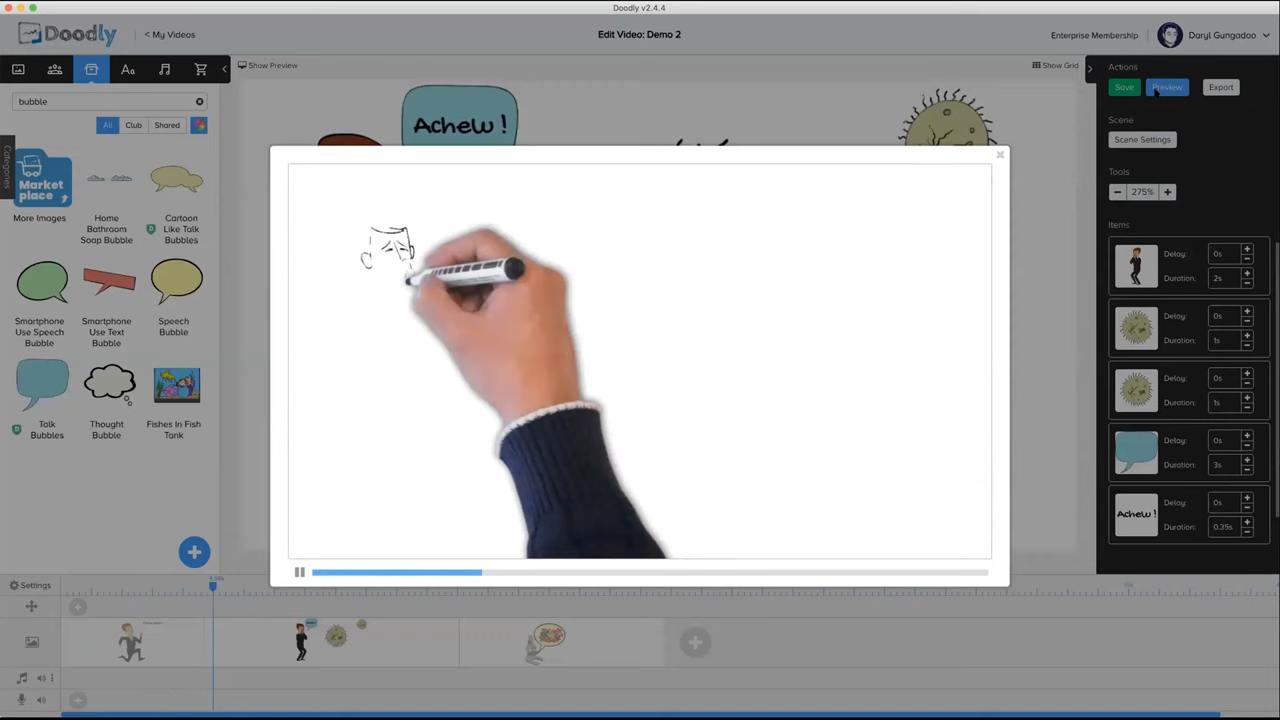 Doodly v2.4.4
Doodly
< My Videos
Edit Video: Demo 2
Enterprise Membership
Daryl Gungadoo
Show Preview
Show Grid
bubble
All
Club
Shared
Categories
Market place
More Images
Home Bathroom Soap Bubble
Cartoon Like Talk Bubbles
Smartphone Use Speech Bubble
Smartphone Use Text Bubble
Speech Bubble
Talk Bubbles
Thought Bubble
Fishes In Fish Tank
Achew !
Actions
Save
Preview
Export
Scene
Scene Settings
Tools
275%
Items
Delay: 0s
Duration: 2s
Delay: 0s
Duration: 1s
Delay: 0s
Duration: 1s
Delay: 0s
Duration: 3s
Achew !
Delay: 0s
Duration: 0.35s
Settings